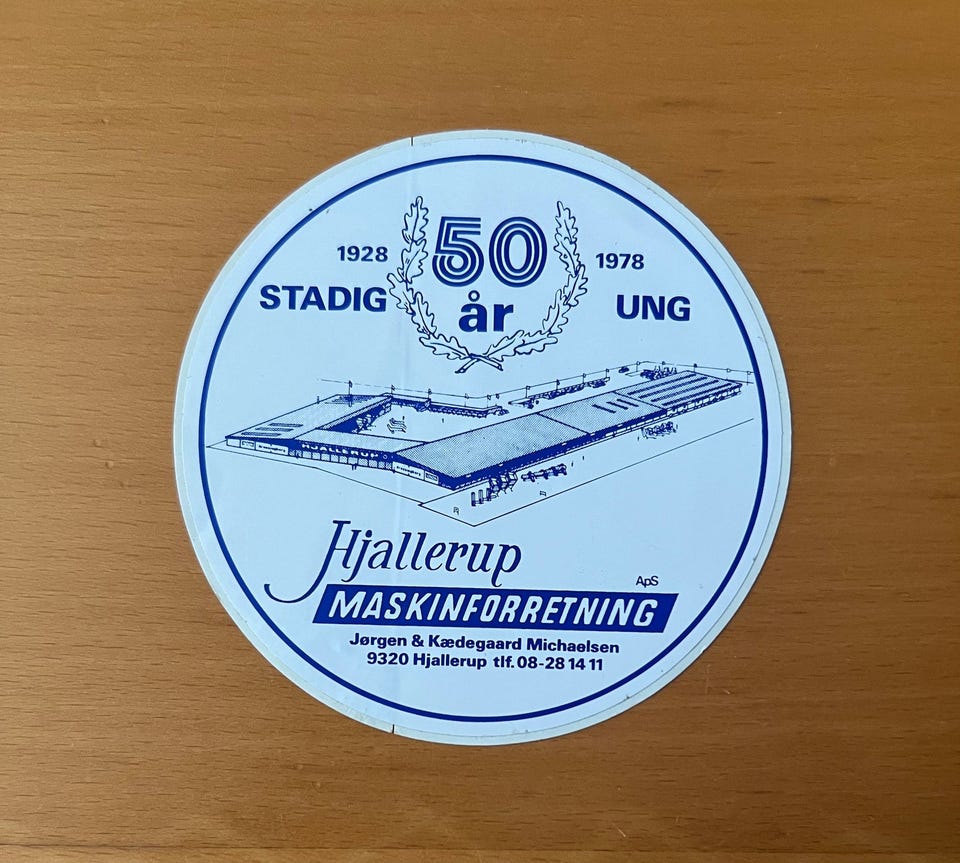 50
år
1928
1978
STADIG
UNG
HJALLERUP
Hjallerup
ApS
MASKINFORRETNING
Jørgen & Kædegaard Michaelsen
9320 Hjallerup tlf. 08-28 14 11